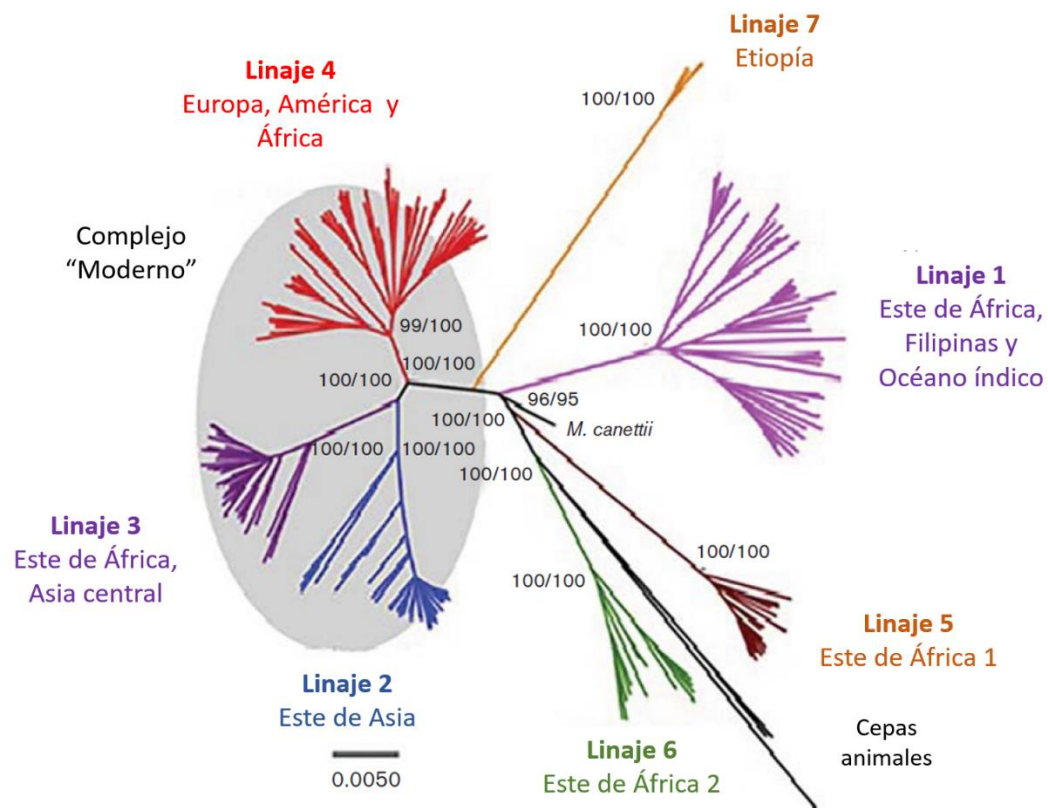 Linaje 7
Etiopía
Linaje 4
Europa, América y
África
100/100
Complejo
“Moderno”
Linaje 1
Este de África,
Filipinas y
Océano índico
99/100
100/100
100/100
100/100
96/95
100/100
M. canettii
100/100
100/100
100/100
Linaje 3
Este de África,
Asia central
100/100
100/100
Linaje 5
Este de África 1
Linaje 2
Este de Asia
Cepas
animales
Linaje 6
Este de África 2
0.0050